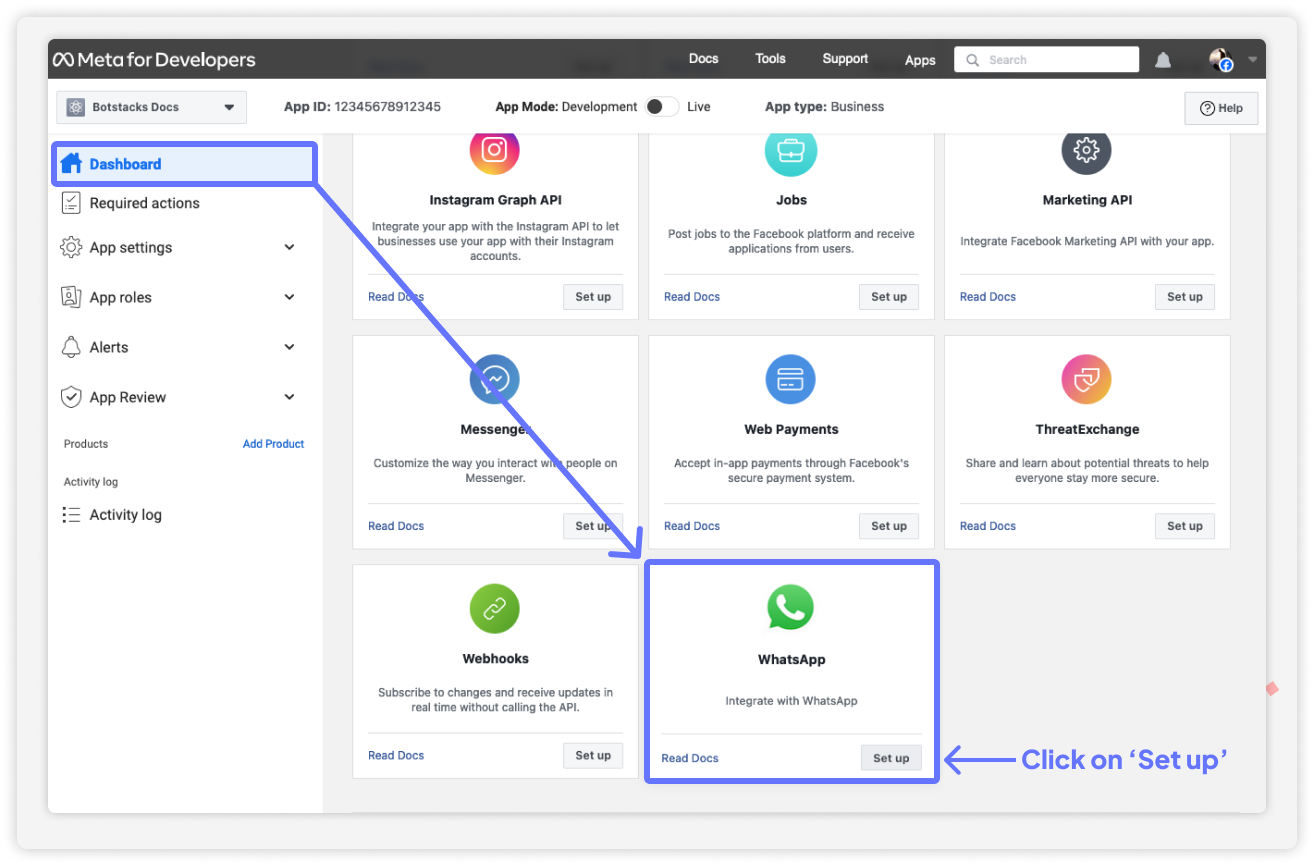 Meta for Developers
Docs
Tools
Support
Apps
Search
Botstacks Docs
App ID: 12345678912345
App Mode: Development
Live
App type: Business
Help
Dashboard
Required actions
App settings
App roles
Alerts
App Review
Products
Add Product
Activity log
Activity log
Instagram Graph API
Integrate your app with the Instagram API to let
businesses use your app with their Instagram
accounts.
Read Docs
Set up
Jobs
Post jobs to the Facebook platform and receive
applications from users.
Read Docs
Set up
Marketing API
Integrate Facebook Marketing API with your app.
Read Docs
Set up
Messenger
Customize the way you interact with people on
Messenger.
Read Docs
Set up
Web Payments
Accept in-app payments through Facebook's
secure payment system.
Read Docs
Set up
ThreatExchange
Share and learn about potential threats to help
everyone stay more secure.
Read Docs
Set up
Webhooks
Subscribe to changes and receive updates in
real time without calling the API.
Read Docs
Set up
WhatsApp
Integrate with WhatsApp
Read Docs
Set up
Click on ‘Set up’